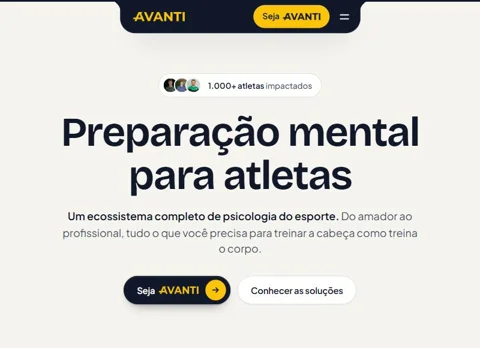 AVANTI
Seja AVANTI
1.000+ atletas impactados
Preparação mental
para atletas
Um ecossistema completo de psicologia do esporte. Do amador ao
profissional, tudo o que você precisa para treinar a cabeça como treina
o corpo.
Seja AVANTI
Conhecer as soluções